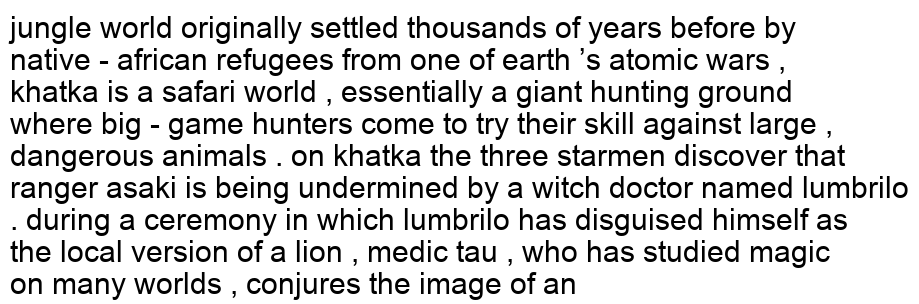 jungle world originally settled thousands of years before by
native - african refugees from one of earth ’s atomic wars ,
khatka is a safari world , essentially a giant hunting ground
where big - game hunters come to try their skill against large ,
dangerous animals . on khatka the three starmen discover that
ranger asaki is being undermined by a witch doctor named lumbrilo
. during a ceremony in which lumbrilo has disguised himself as
the local version of a lion , medic tau , who has studied magic
on many worlds , conjures the image of an